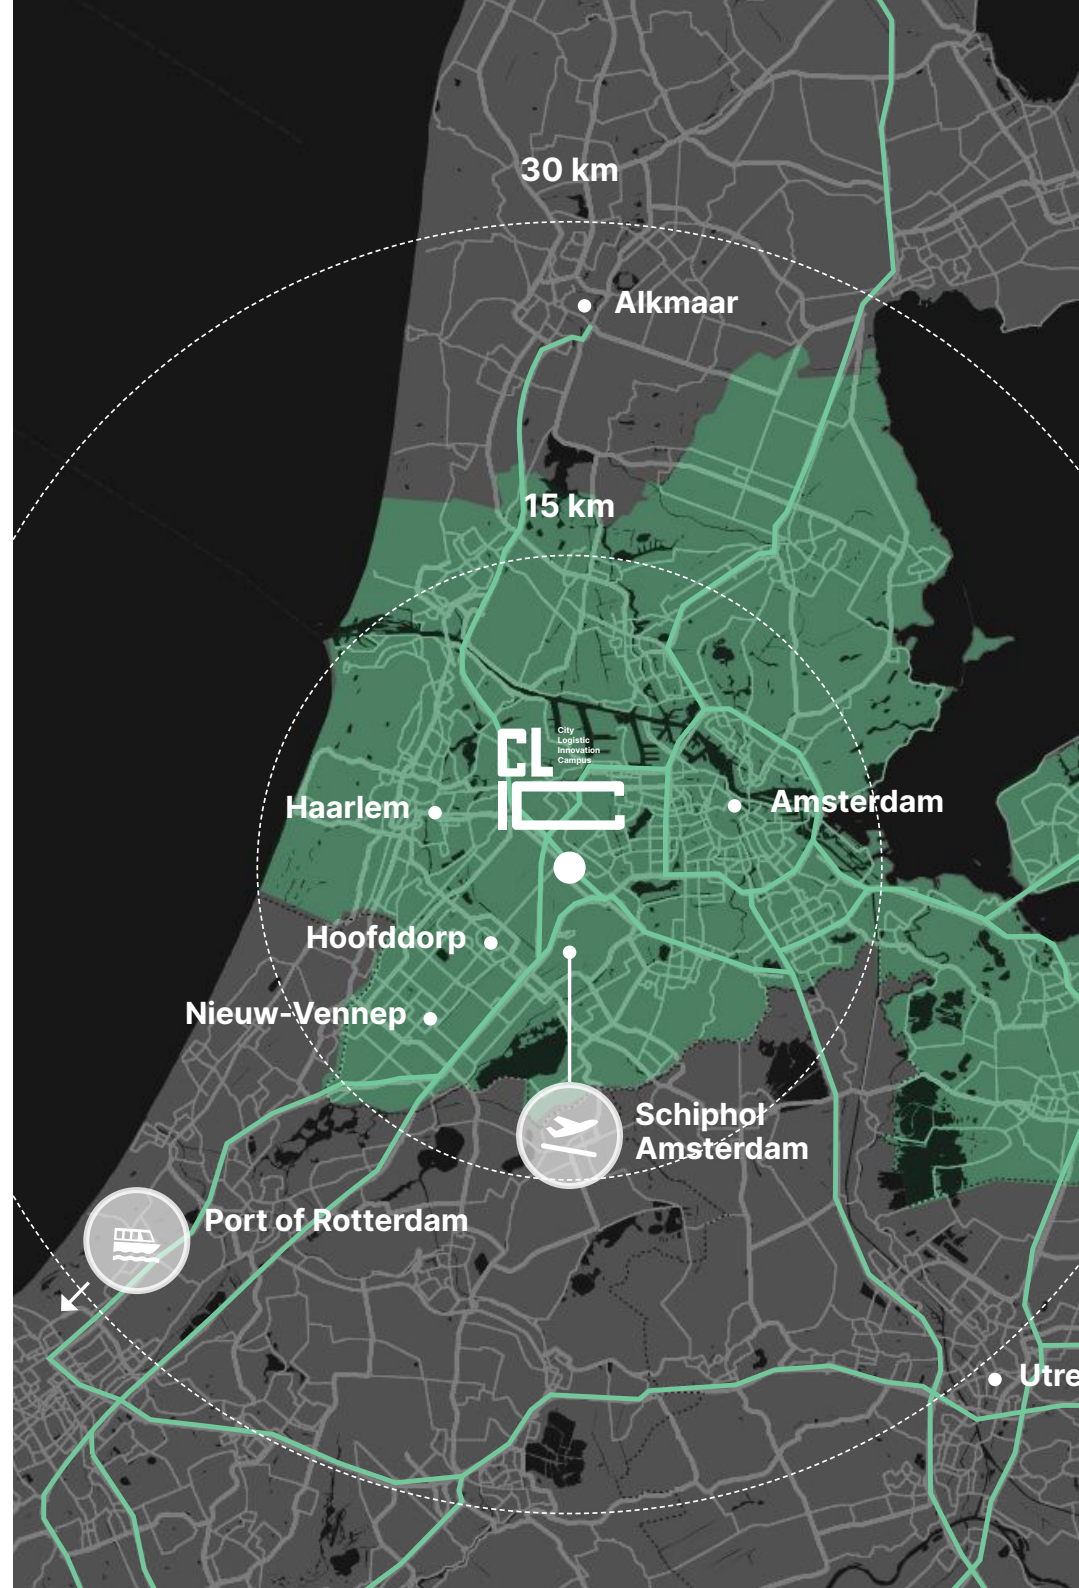 30 km
Alkmaar
15 km
CL
IC
City
Logistic
Innovation
Campus
Haarlem
Amsterdam
Hoofddorp
Nieuw-Vennep
Schiphol
Amsterdam
Port of Rotterdam
Utre